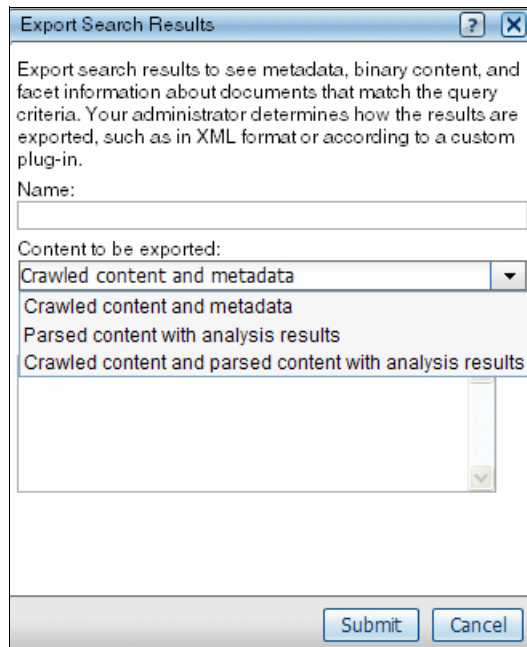 Export Search Results
?
X
Export search results to see metadata, binary content, and
facet information about documents that match the query
criteria. Your administrator determines how the results are
exported, such as in XML format or according to a custom
plug-in.
Name:
Content to be exported:
Crawled content and metadata
Crawled content and metadata
Parsed content with analysis results
Crawled content and parsed content with analysis results
Submit
Cancel